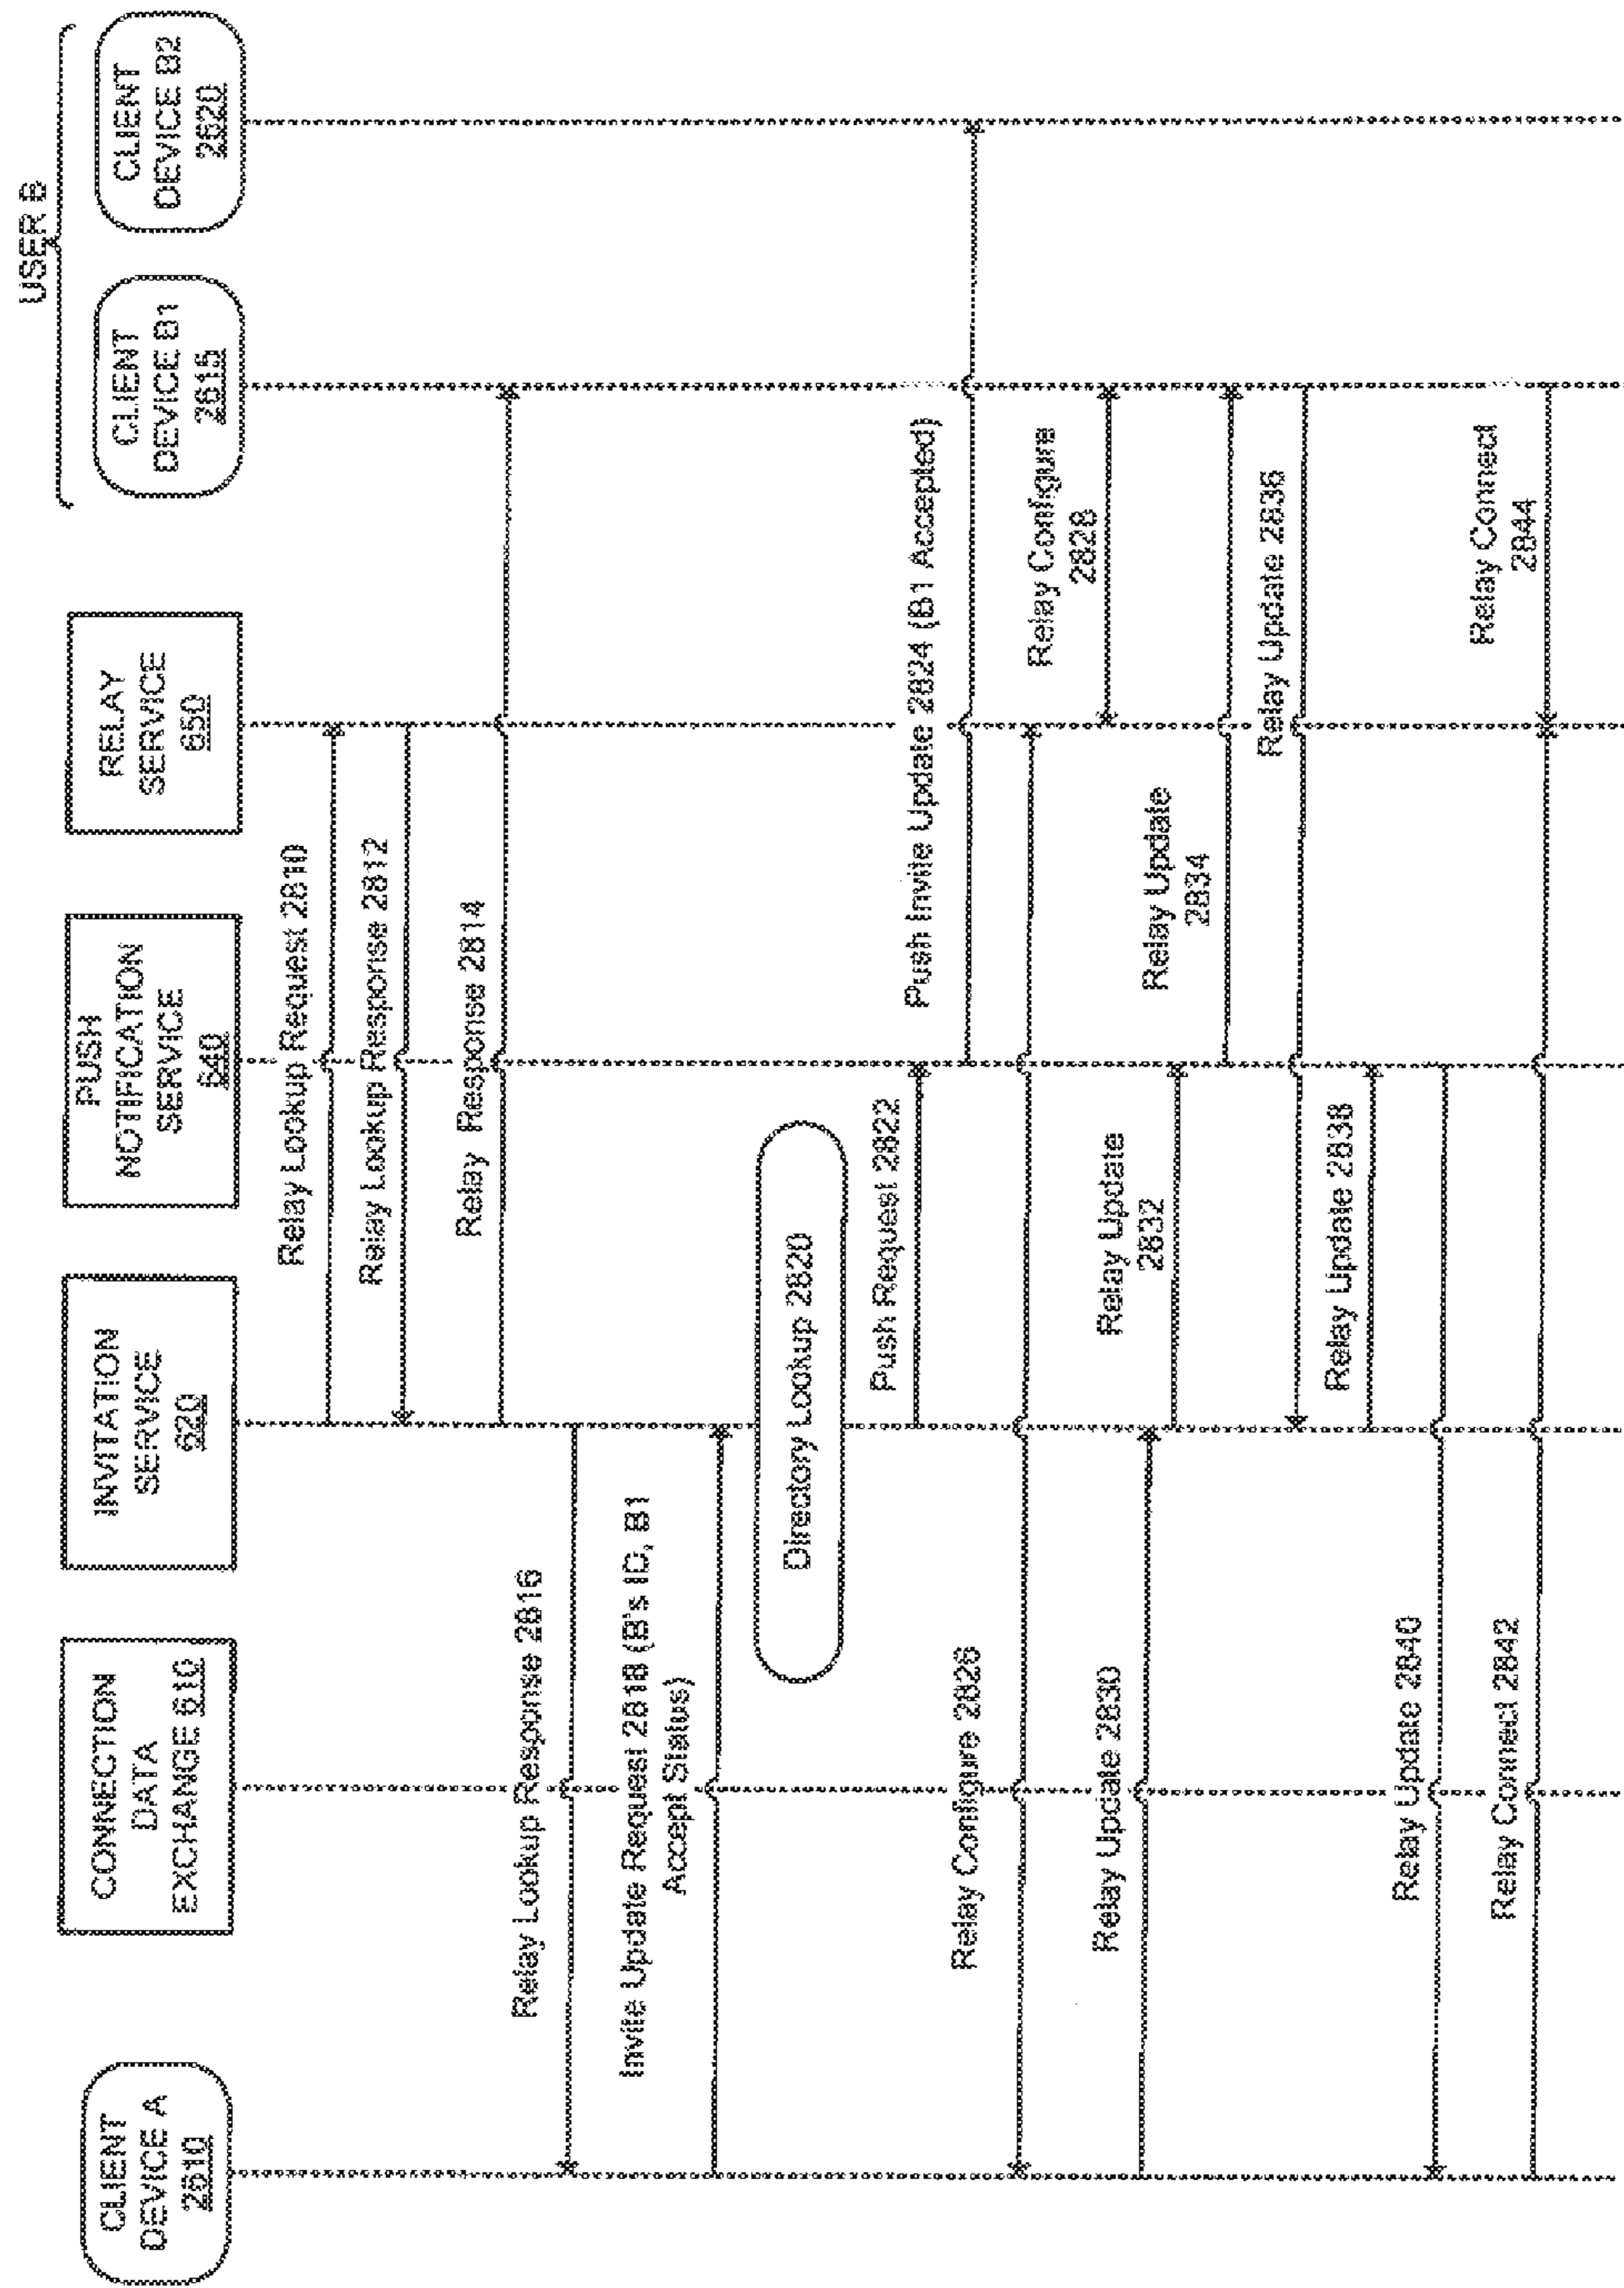 USER B
CLIENT
DEVICE A
2610
CONNECTION
DATA
EXCHANGE 610
INVITATION
SERVICE
620
PUSH
NOTIFICATION
SERVICE
640
RELAY
SERVICE
650
CLIENT
DEVICE B1
2615
CLIENT
DEVICE B2
2620
Relay Lookup Request 2810
Relay Lookup Response 2812
Relay Response 2814
Relay Lookup Response 2816
Invite Update Request 2818 (B's ID, B1
Accept Status)
Directory Lookup 2820
Push Request 2822
Push Invite Update 2824 (B1 Accepted)
Relay Configure 2826
Relay Configure
2828
Relay Update 2830
Relay Update
2832
Relay Update
2834
Relay Update 2836
Relay Update 2838
Relay Update 2840
Relay Connect 2842
Relay Connect
2844